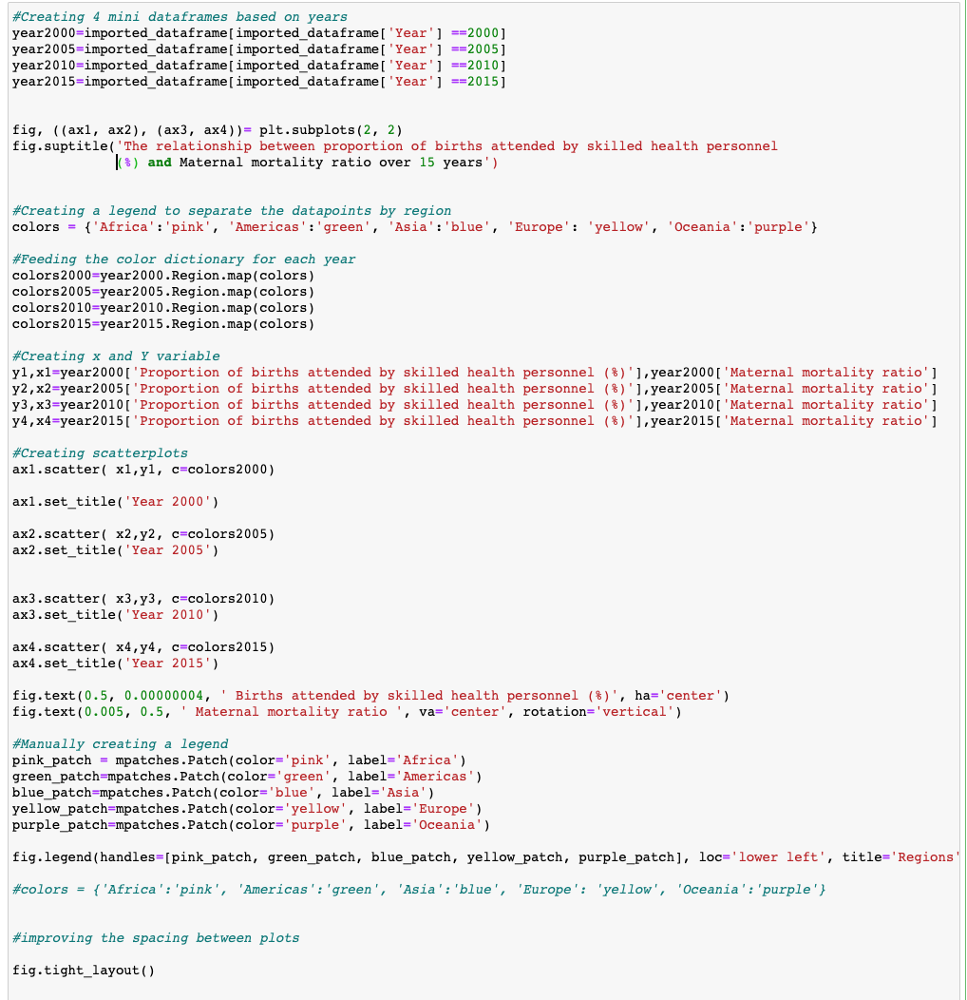 #Creating 4 mini dataframes based on years
year2000=imported_dataframe[imported_dataframe['Year'] ==2000]
year2005=imported_dataframe[imported_dataframe['Year'] ==2005]
year2010=imported_dataframe[imported_dataframe['Year'] ==2010]
year2015=imported_dataframe[imported_dataframe['Year'] ==2015]
fig, ((ax1, ax2), (ax3, ax4))= plt.subplots(2, 2)
fig.suptitle('The relationship between proportion of births attended by skilled health personnel
(%) and Maternal mortality ratio over 15 years')
#Creating a legend to separate the datapoints by region
colors = {'Africa':'pink', 'Americas':'green', 'Asia':'blue', 'Europe': 'yellow', 'Oceania':'purple'}
#Feeding the color dictionary for each year
colors2000=year2000.Region.map(colors)
colors2005=year2005.Region.map(colors)
colors2010=year2010.Region.map(colors)
colors2015=year2015.Region.map(colors)
#Creating x and Y variable
y1,x1=year2000['Proportion of births attended by skilled health personnel (%)'],year2000['Maternal mortality ratio']
y2,x2=year2005['Proportion of births attended by skilled health personnel (%)'],year2005['Maternal mortality ratio']
y3,x3=year2010['Proportion of births attended by skilled health personnel (%)'],year2010['Maternal mortality ratio']
y4,x4=year2015['Proportion of births attended by skilled health personnel (%)'],year2015['Maternal mortality ratio']
#Creating scatterplots
ax1.scatter( x1,y1, c=colors2000)
ax1.set_title('Year 2000')
ax2.scatter( x2,y2, c=colors2005)
ax2.set_title('Year 2005')
ax3.scatter( x3,y3, c=colors2010)
ax3.set_title('Year 2010')
ax4.scatter( x4,y4, c=colors2015)
ax4.set_title('Year 2015')
fig.text(0.5, 0.00000004, ' Births attended by skilled health personnel (%)', ha='center')
fig.text(0.005, 0.5, ' Maternal mortality ratio ', va='center', rotation='vertical')
#Manually creating a legend
pink_patch = mpatches.Patch(color='pink', label='Africa')
green_patch=mpatches.Patch(color='green', label='Americas')
blue_patch=mpatches.Patch(color='blue', label='Asia')
yellow_patch=mpatches.Patch(color='yellow', label='Europe')
purple_patch=mpatches.Patch(color='purple', label='Oceania')
fig.legend(handles=[pink_patch, green_patch, blue_patch, yellow_patch, purple_patch], loc='lower left', title='Regions'
#colors = {'Africa':'pink', 'Americas':'green', 'Asia':'blue', 'Europe': 'yellow', 'Oceania':'purple'}
#improving the spacing between plots
fig.tight_layout()